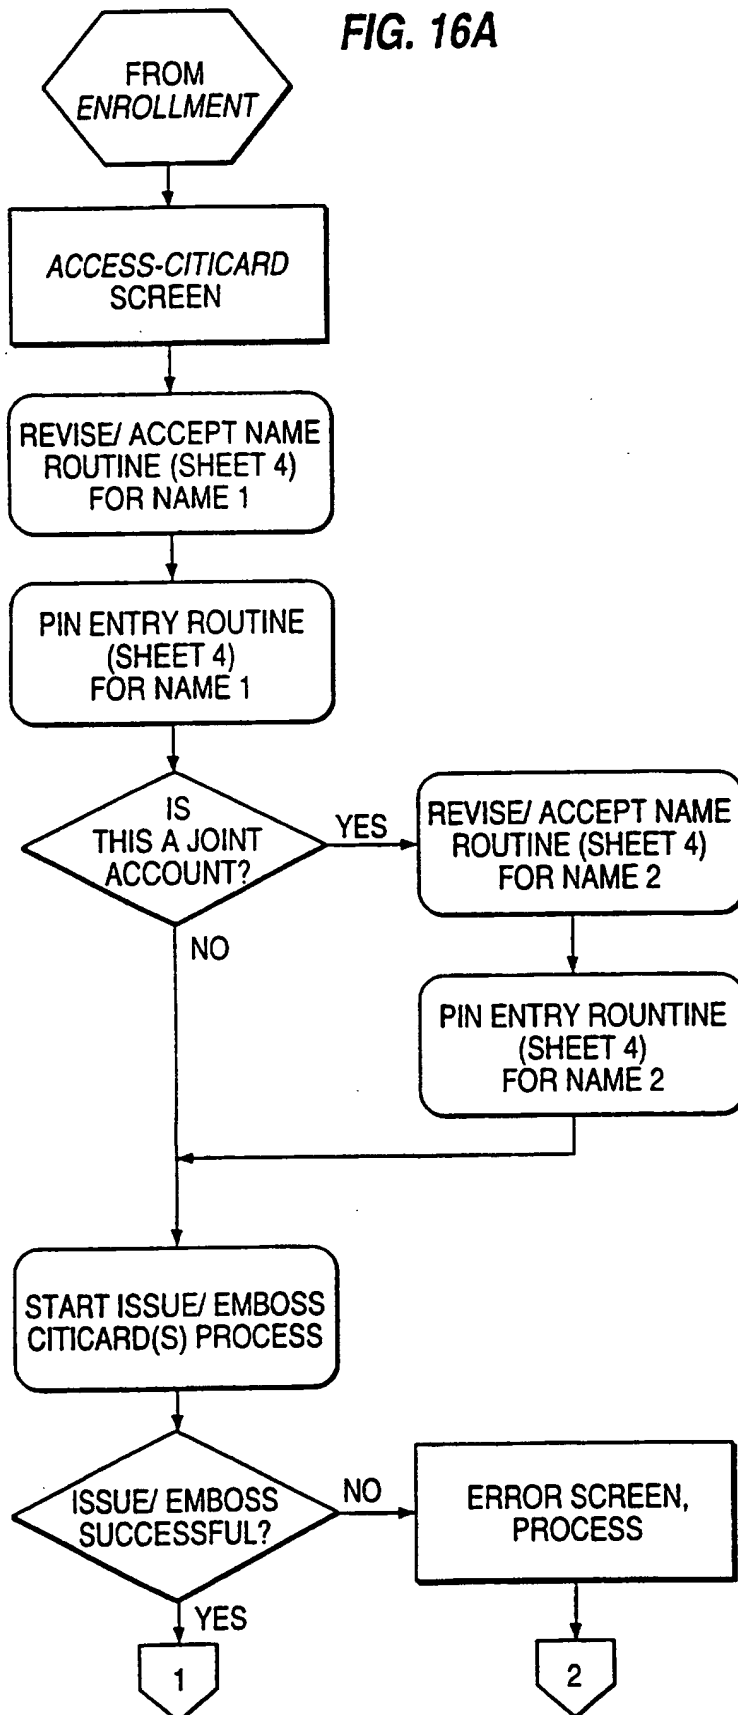 FIG. 16A
FROM
ENROLLMENT
ACCESS-CITICARD
SCREEN
REVISE/ ACCEPT NAME
ROUTINE (SHEET 4)
FOR NAME 1
PIN ENTRY ROUTINE
(SHEET 4)
FOR NAME 1
IS
THIS A JOINT
ACCOUNT?
YES
REVISE/ ACCEPT NAME
ROUTINE (SHEET 4)
FOR NAME 2
NO
PIN ENTRY ROUNTINE
(SHEET 4)
FOR NAME 2
START ISSUE/ EMBOSS
CITICARD(S) PROCESS
ISSUE/ EMBOSS
SUCCESSFUL?
NO
ERROR SCREEN,
PROCESS
YES
1
2